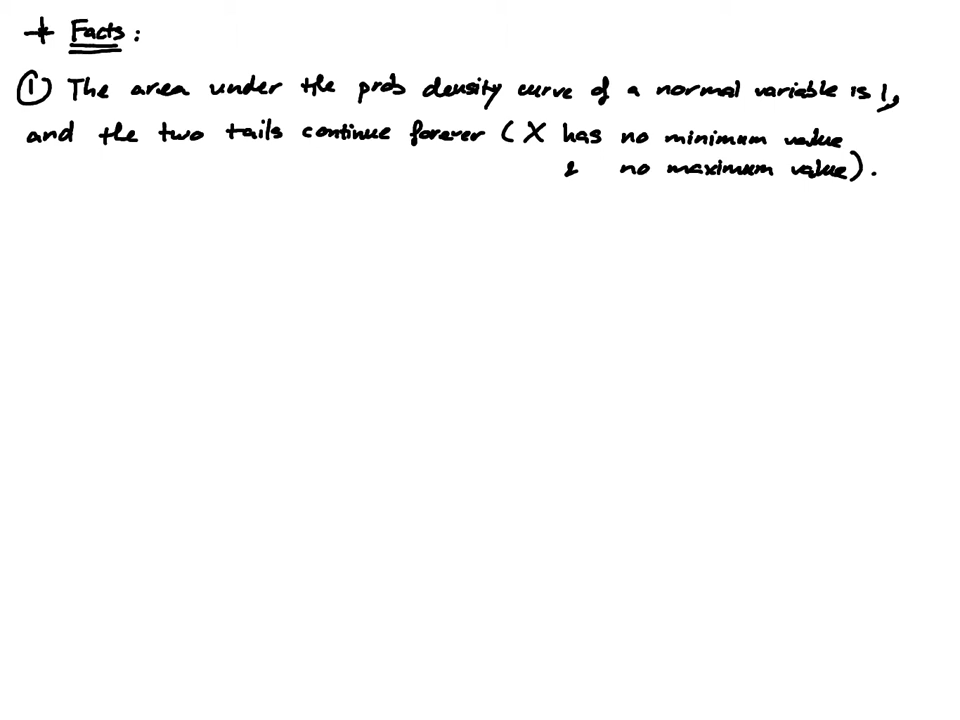 * Facts:
① The area under the prob density curve of a normal variable is 1,
and the two tails continue forever (X has no minimum value
& no maximum value).